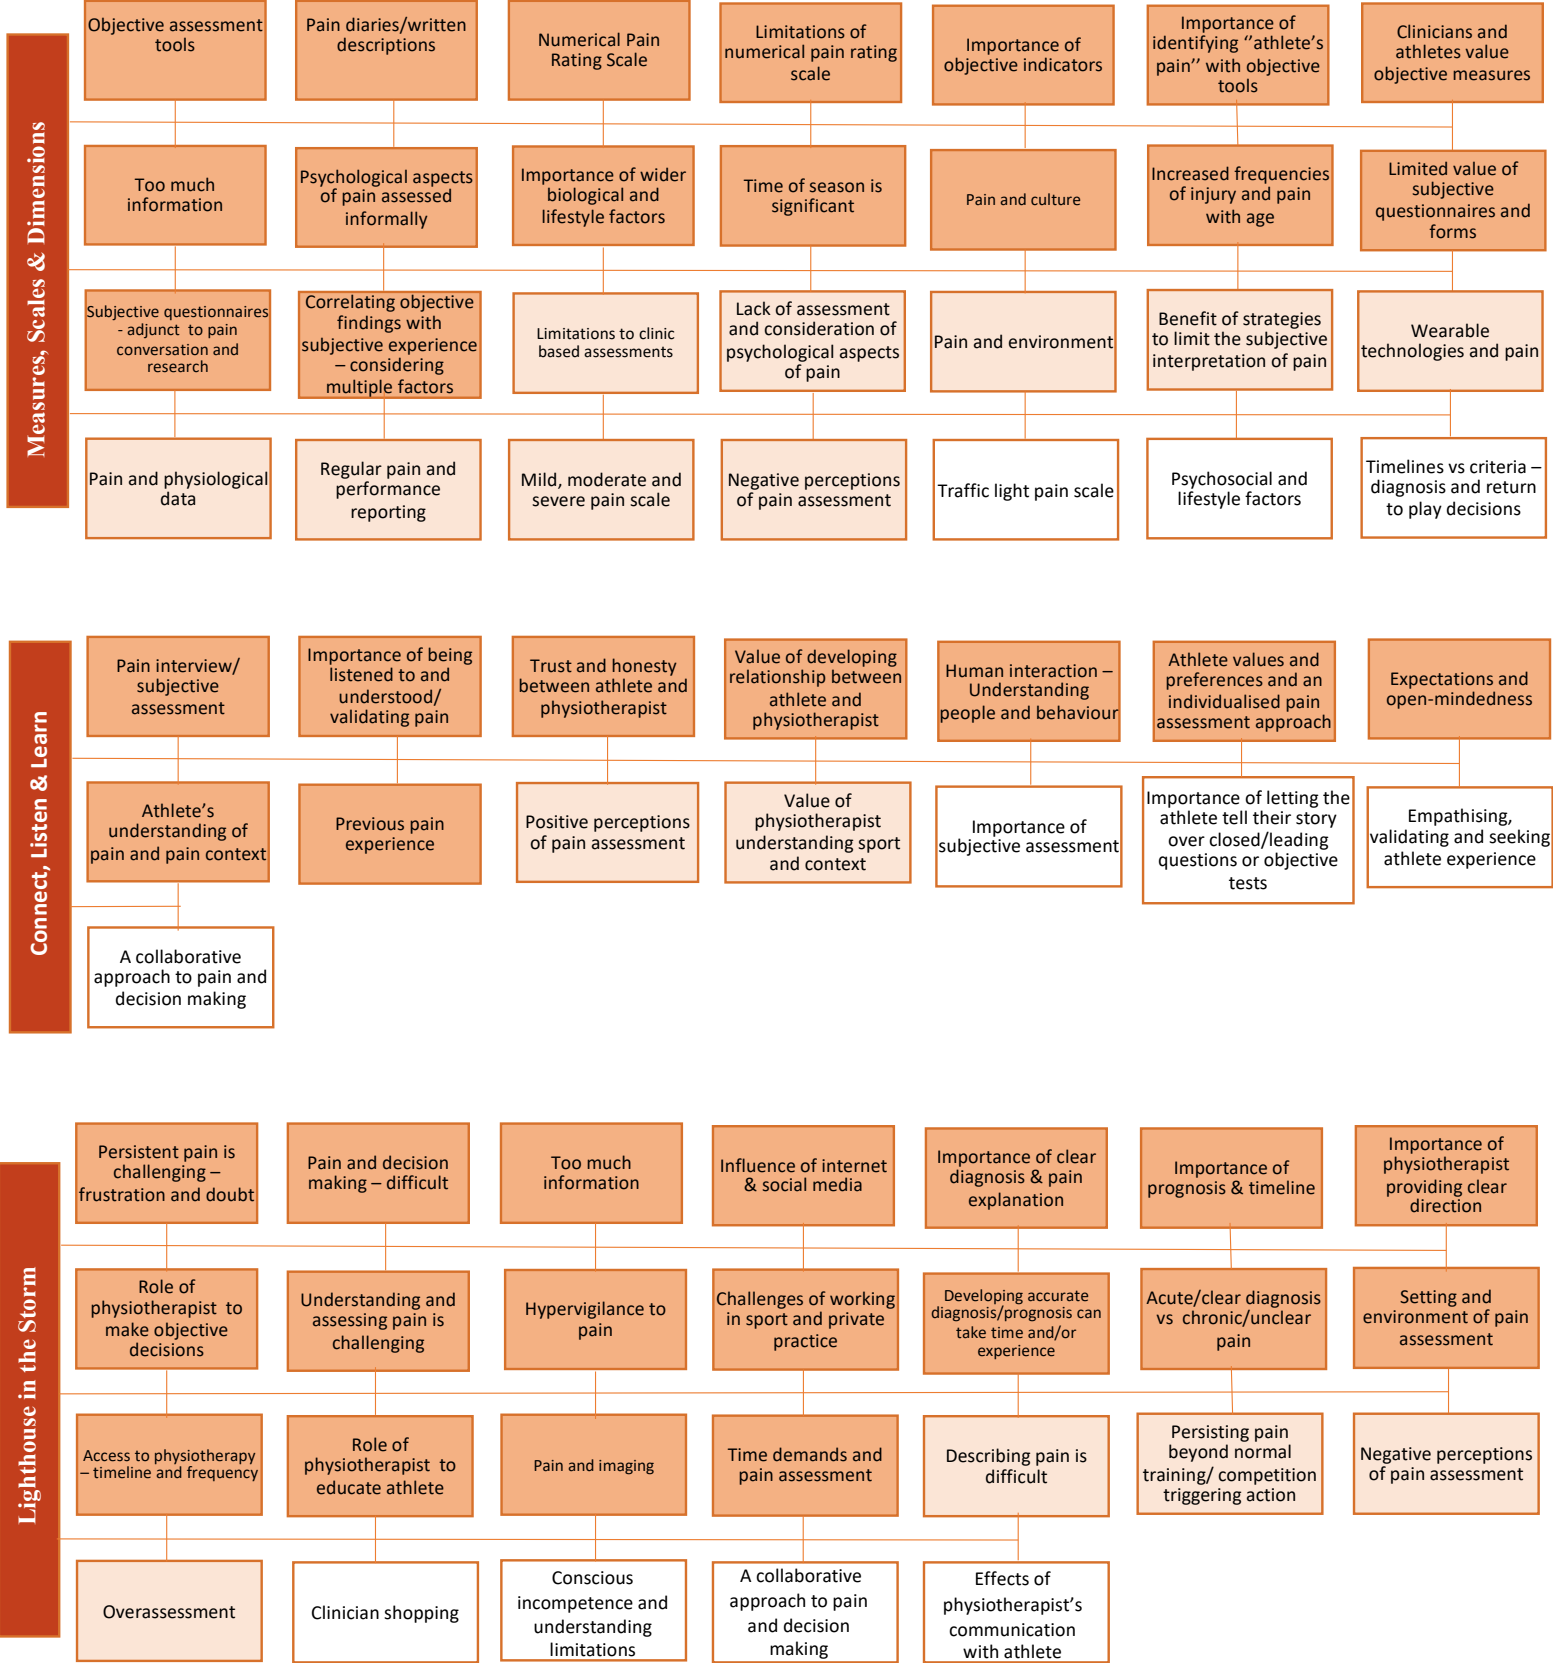 Measures, Scales & Dimensions
Objective assessment
tools
Pain diaries/written
descriptions
Numerical Pain
Rating Scale
Limitations of
numerical pain rating
scale
Importance of
objective indicators
Importance of
identifying “athlete’s
pain’’ with objective
tools
Clinicians and
athletes value
objective measures
Too much
information
Psychological aspects
of pain assessed
informally
Importance of wider
biological and
lifestyle factors
Time of season is
significant
Pain and culture
Increased frequencies
of injury and pain
with age
Limited value of
subjective
questionnaires and
forms
Subjective questionnaires
- adjunct to pain
conversation and
research
Correlating objective
findings with
subjective experience
– considering
multiple factors
Limitations to clinic
based assessments
Lack of assessment
and consideration of
psychological aspects
of pain
Pain and environment
Benefit of strategies
to limit the subjective
interpretation of pain
Wearable
technologies and pain
Pain and physiological
data
Regular pain and
performance
reporting
Mild, moderate and
severe pain scale
Negative perceptions
of pain assessment
Traffic light pain scale
Psychosocial and
lifestyle factors
Timelines vs criteria –
diagnosis and return
to play decisions
Connect, Listen & Learn
Pain interview/
subjective
assessment
Importance of being
listened to and
understood/
validating pain
Trust and honesty
between athlete and
physiotherapist
Value of developing
relationship between
athlete and
physiotherapist
Human interaction –
Understanding
people and behaviour
Athlete values and
preferences and an
individualised pain
assessment approach
Expectations and
open-mindedness
Athlete’s
understanding of
pain and pain context
Previous pain
experience
Positive perceptions
of pain assessment
Value of
physiotherapist
understanding sport
and context
Importance of
subjective assessment
Importance of letting the
athlete tell their story
over closed/leading
questions or objective
tests
Empathising,
validating and seeking
athlete experience
A collaborative
approach to pain and
decision making
Lighthouse in the Storm
Persistent pain is
challenging –
frustration and doubt
Pain and decision
making – difficult
Too much
information
Influence of internet
& social media
Importance of clear
diagnosis & pain
explanation
Importance of
prognosis & timeline
Importance of
physiotherapist
providing clear
direction
Role of
physiotherapist to
make objective
decisions
Understanding and
assessing pain is
challenging
Hypervigilance to
pain
Challenges of working
in sport and private
practice
Developing accurate
diagnosis/prognosis can
take time and/or
experience
Acute/clear diagnosis
vs chronic/unclear
pain
Setting and
environment of pain
assessment
Access to physiotherapy
– timeline and frequency
Role of
physiotherapist to
educate athlete
Pain and imaging
Time demands and
pain assessment
Describing pain is
difficult
Persisting pain
beyond normal
training/ competition
triggering action
Negative perceptions
of pain assessment
Overassessment
Clinician shopping
Conscious
incompetence and
understanding
limitations
A collaborative
approach to pain
and decision
making
Effects of
physiotherapist’s
communication
with athlete